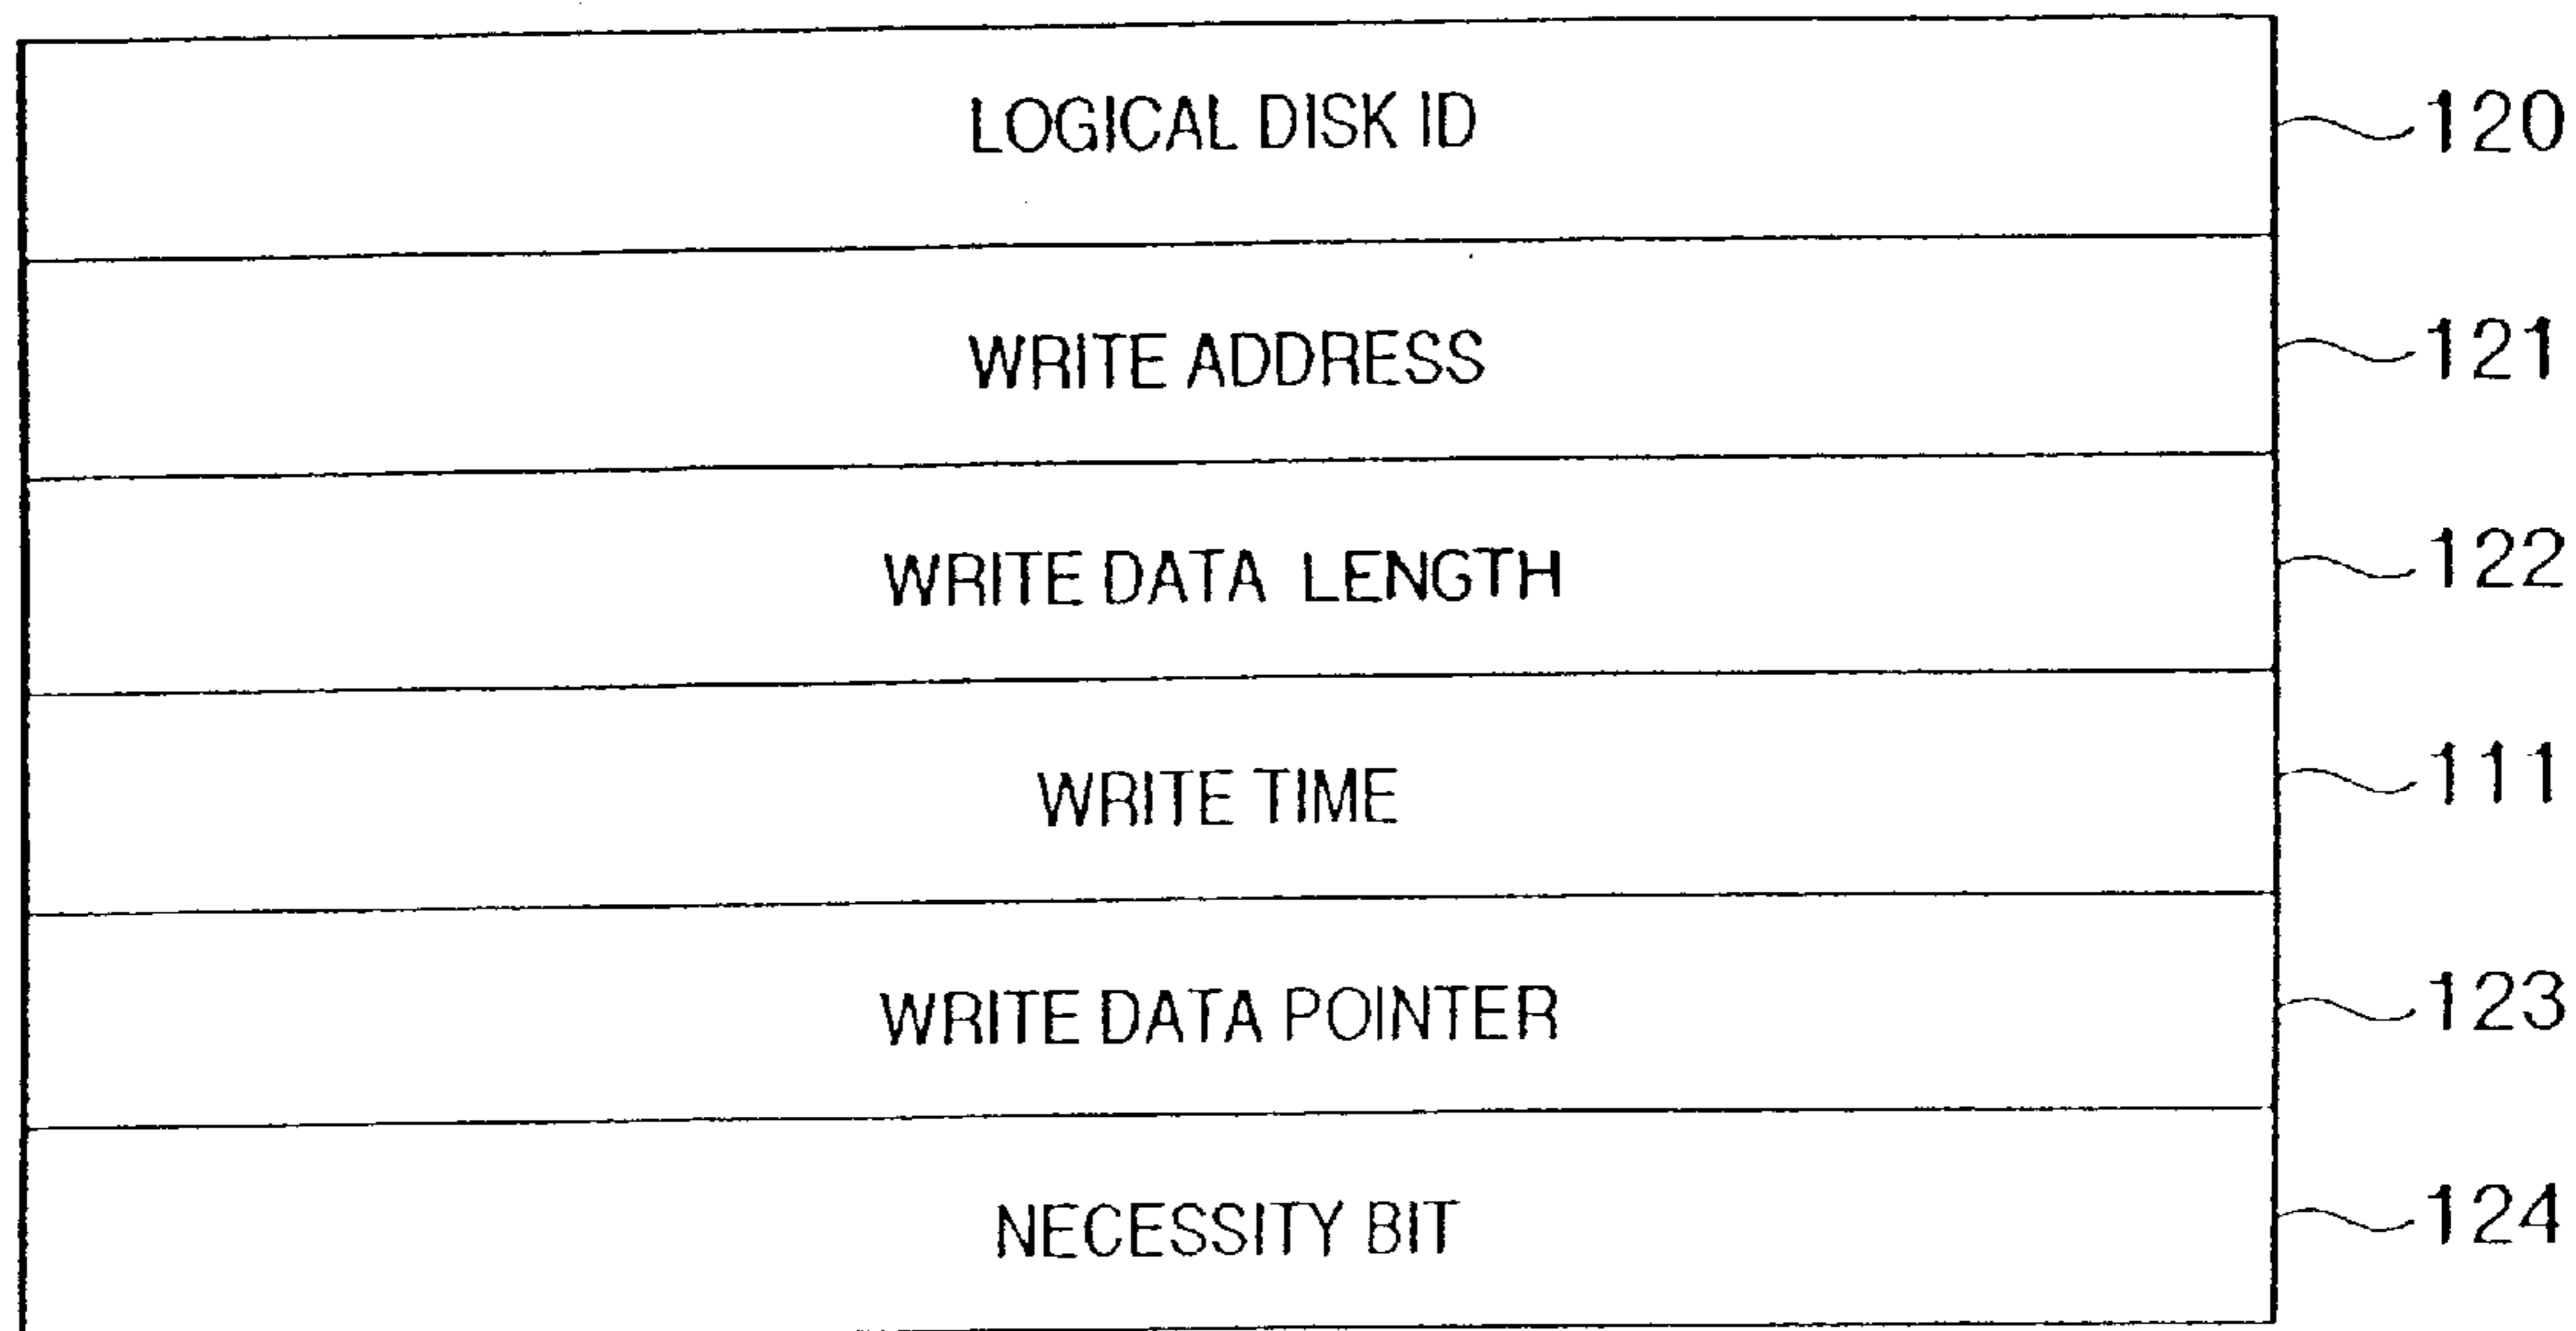 LOGICAL DISK ID 120
WRITE ADDRESS 121
WRITE DATA LENGTH 122
WRITE TIME 111
WRITE DATA POINTER 123
NECESSITY BIT 124